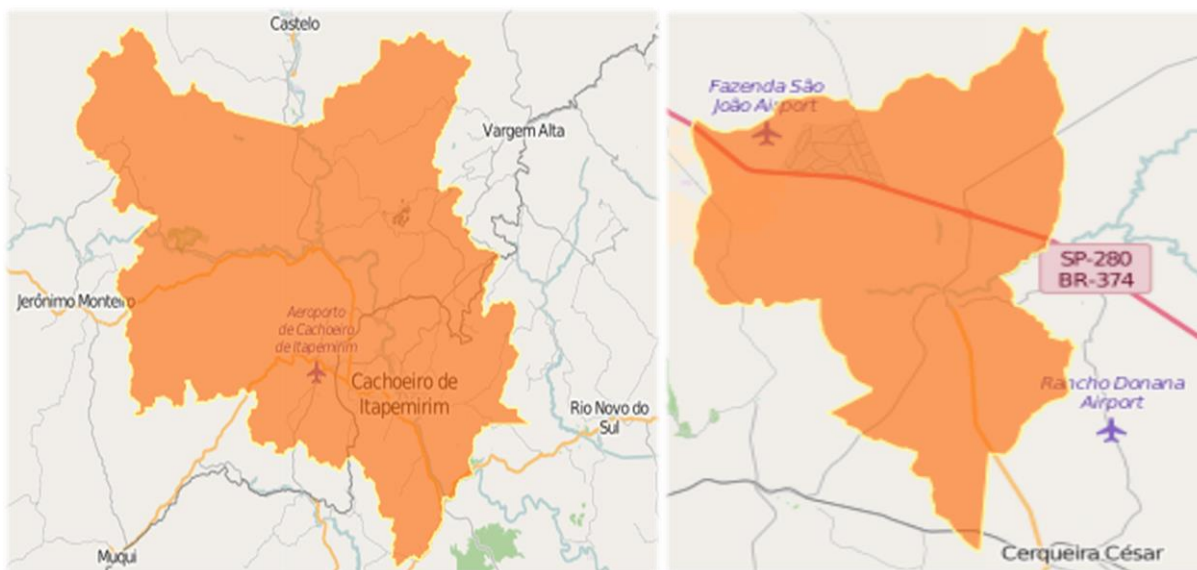 Castelo
Vargem Alta
Jerônimo Monteiro
Aeroporto
de Cachoeiro
de Itapemirim
Cachoeiro de
Itapemirim
Rio Novo do
Sul
Muqui
Fazenda São
João Airport
SP-280
BR-374
Rancho Donana
Airport
Cerqueira César